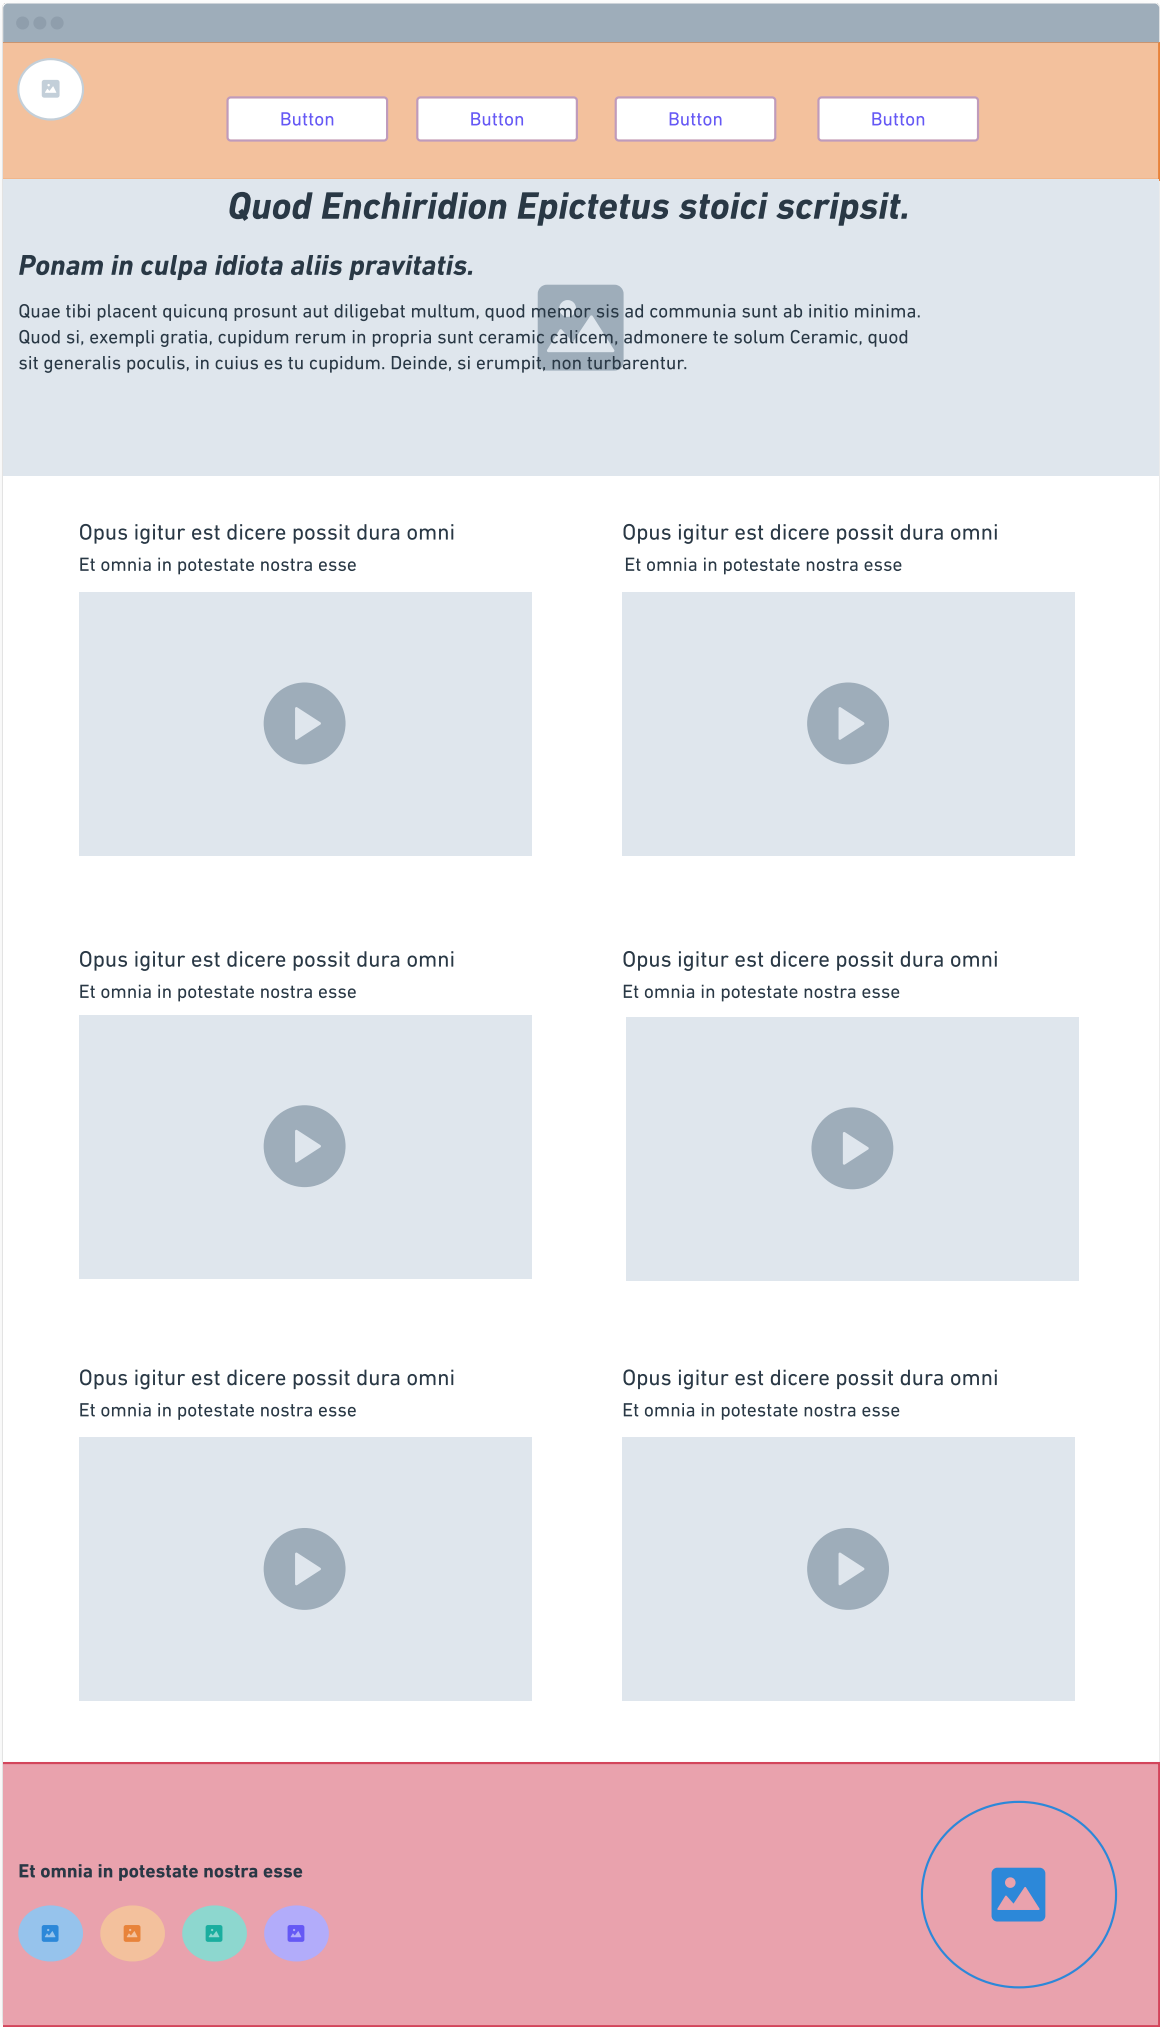 Button
Button
Button
Button
Quod Enchiridion Epictetus stoici scripsit.
Ponam in culpa idiota aliis pravitatis.
Quae tibi placent quicunq prosunt aut diligebat multum, quod memor sis ad communia sunt ab initio minima.
Quod si, exempli gratia, cupidum rerum in propria sunt ceramic calicem, admonere te solum Ceramic, quod
sit generalis poculis, in cuius es tu cupidum. Deinde, si erumpit, non turbarentur.
Opus igitur est dicere possit dura omni
Et omnia in potestate nostra esse
Opus igitur est dicere possit dura omni
Et omnia in potestate nostra esse
Opus igitur est dicere possit dura omni
Et omnia in potestate nostra esse
Opus igitur est dicere possit dura omni
Et omnia in potestate nostra esse
Opus igitur est dicere possit dura omni
Et omnia in potestate nostra esse
Opus igitur est dicere possit dura omni
Et omnia in potestate nostra esse
Et omnia in potestate nostra esse